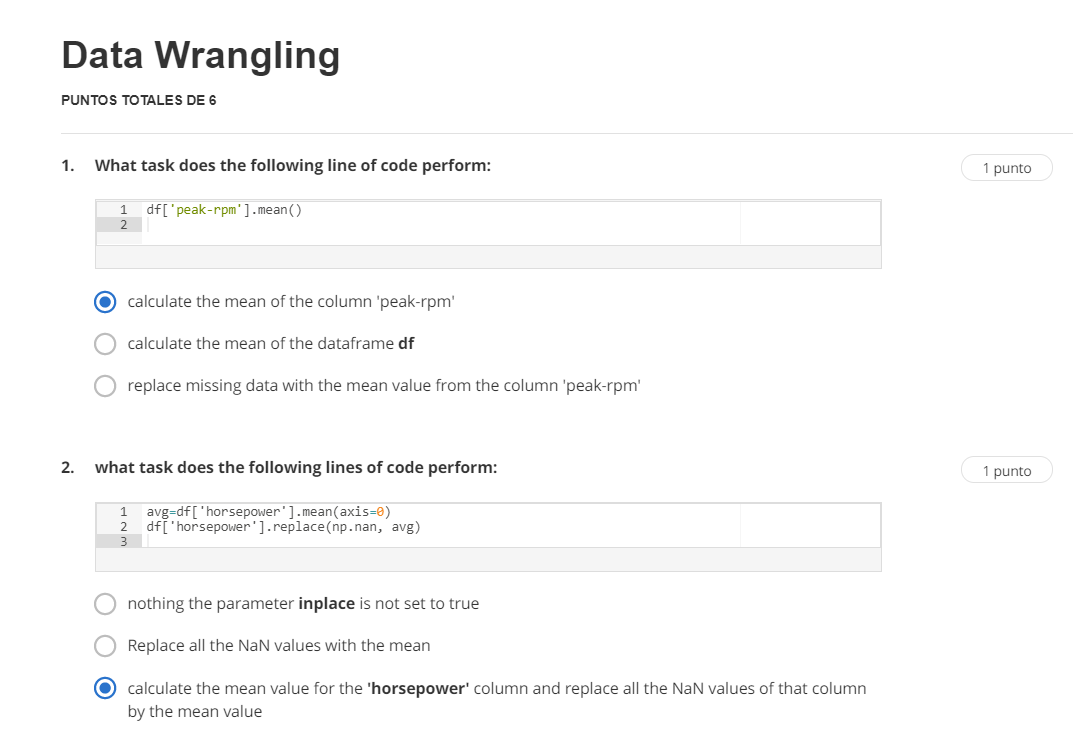 Data Wrangling
PUNTOS TOTALES DE 6
1. What task does the following line of code perform:
1 punto
1 df['peak-rpm'].mean()
2
calculate the mean of the column 'peak-rpm'
calculate the mean of the dataframe df
replace missing data with the mean value from the column 'peak-rpm'
2. what task does the following lines of code perform:
1 punto
1 avg=df['horsepower'].mean(axis=0)
2 df['horsepower'].replace(np.nan, avg)
3
nothing the parameter inplace is not set to true
Replace all the NaN values with the mean
calculate the mean value for the 'horsepower' column and replace all the NaN values of that column
by the mean value